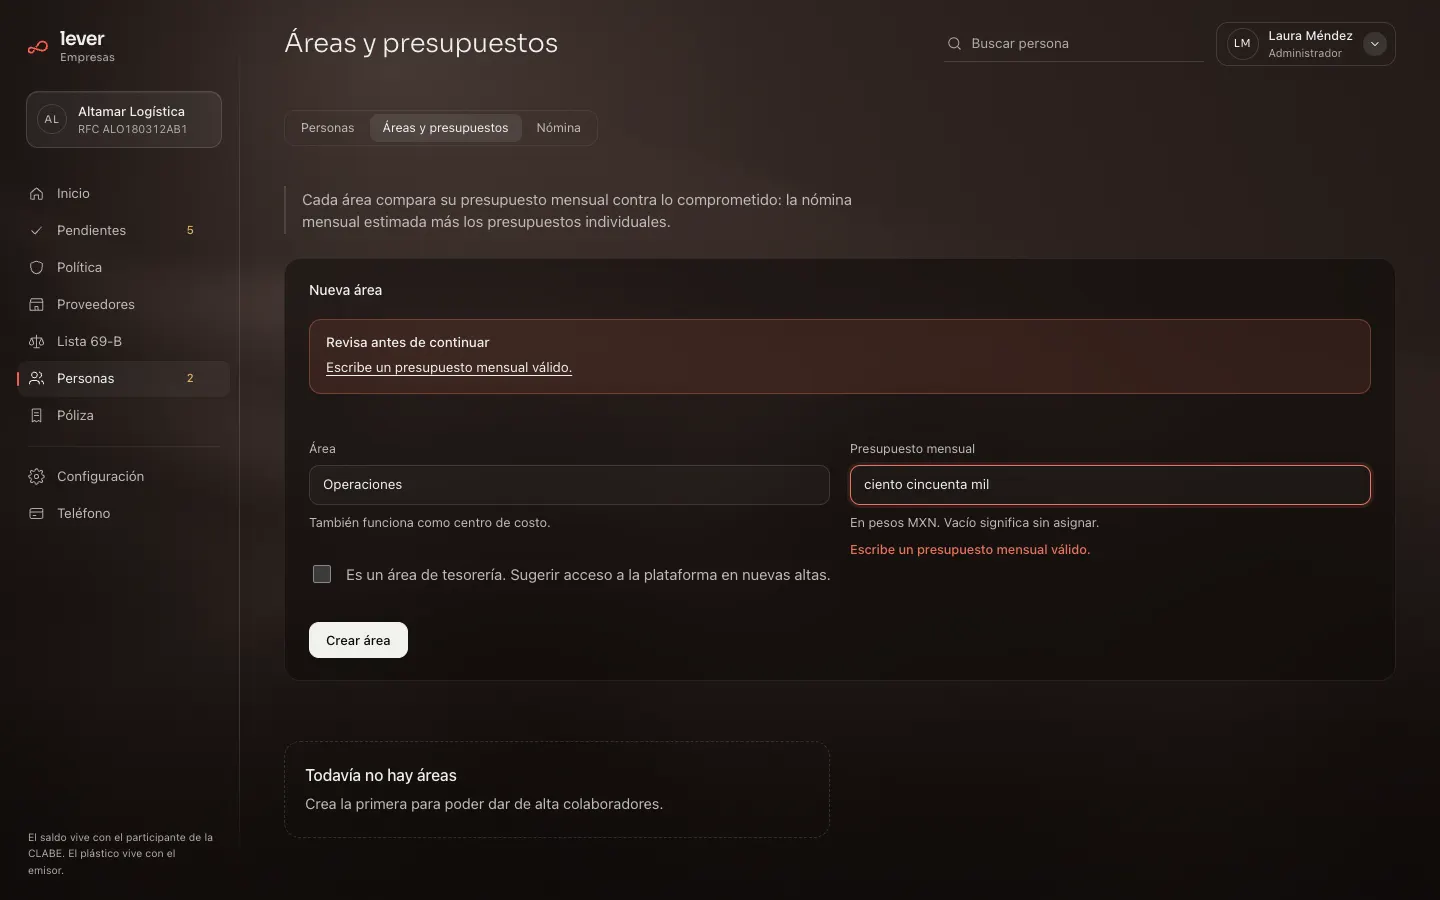 lever
Empresas
AL
Altamar Logística
RFC ALO180312AB1
Inicio
Pendientes 5
Política
Proveedores
Lista 69-B
Personas 2
Póliza
Configuración
Teléfono
El saldo vive con el participante de la
CLABE. El plástico vive con el
emisor.
Áreas y presupuestos
Buscar persona
LM
Laura Méndez
Administrador
Personas
Áreas y presupuestos
Nómina
Cada área compara su presupuesto mensual contra lo comprometido: la nómina
mensual estimada más los presupuestos individuales.
Nueva área
Revisa antes de continuar
Escribe un presupuesto mensual válido.
Área
Operaciones
También funciona como centro de costo.
Presupuesto mensual
ciento cincuenta mil
En pesos MXN. Vacío significa sin asignar.
Escribe un presupuesto mensual válido.
Es un área de tesorería. Sugerir acceso a la plataforma en nuevas altas.
Crear área
Todavía no hay áreas
Crea la primera para poder dar de alta colaboradores.